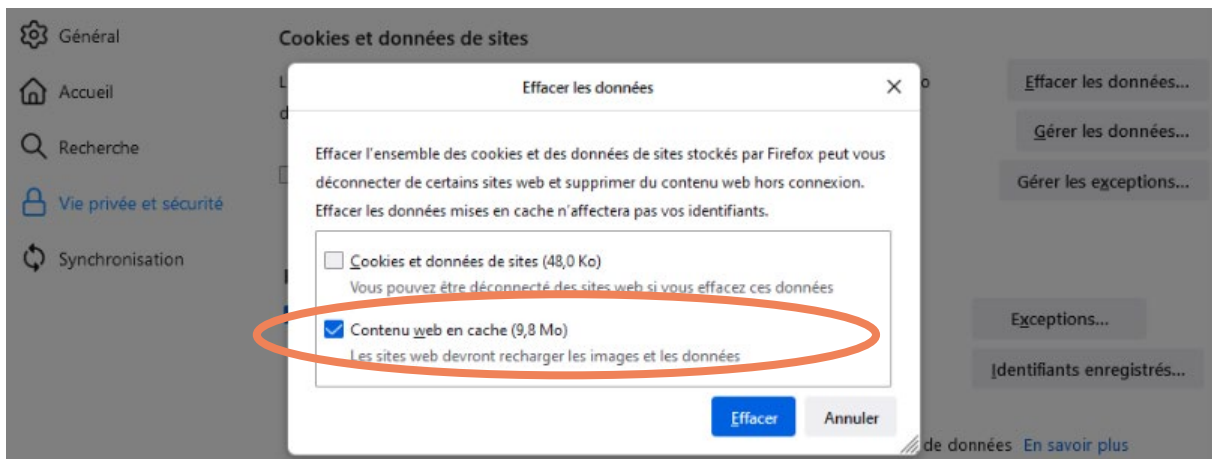 Général
Accueil
Recherche
Vie privée et sécurité
Synchronisation
Cookies et données de sites
Effacer les données...
Gérer les données...
Gérer les exceptions...
Effacer les données
Effacer l'ensemble des cookies et des données de sites stockés par Firefox peut vous
déconnecter de certains sites web et supprimer du contenu web hors connexion.
Effacer les données mises en cache n'affectera pas vos identifiants.
Cookies et données de sites (48,0 Ko)
Vous pouvez être déconnecté des sites web si vous effacez ces données
Contenu web en cache (9,8 Mo)
Les sites web devront recharger les images et les données
Effacer
Annuler
Exceptions...
Identifiants enregistrés...
de données En savoir plus